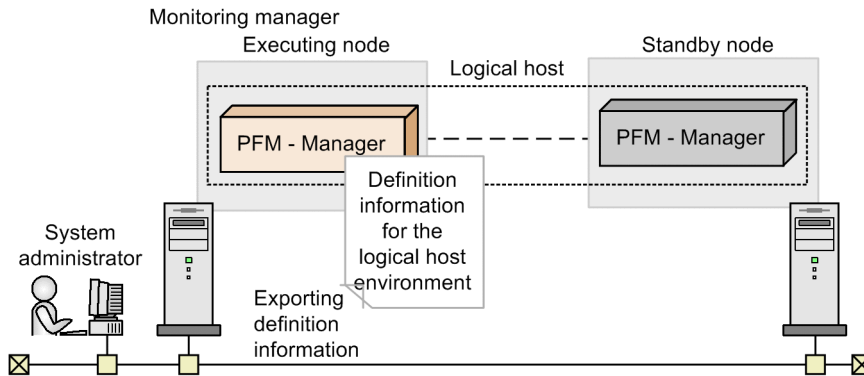 Monitoring manager
Executing node
Standby node
Logical host
PFM - Manager
PFM - Manager
Definition
information
for the
logical host
environment
System
administrator
Exporting
definition
information